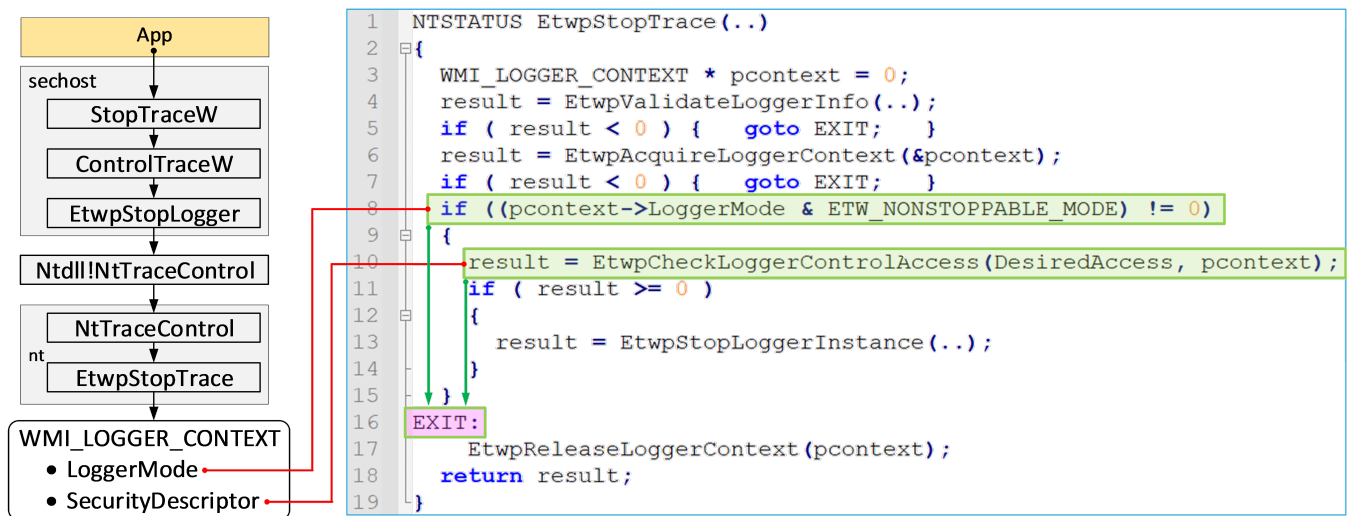 App
sechost
StopTraceW
ControlTraceW
EtwpStopLogger
Ntdll!NtTraceControl
NtTraceControl
nt
EtwpStopTrace
WMI_LOGGER_CONTEXT
• LoggerMode
• SecurityDescriptor
1 NTSTATUS EtwpStopTrace(..)
2 {
3 WMI_LOGGER_CONTEXT * pcontext = 0;
4 result = EtwpValidateLoggerInfo(..);
5 if ( result < 0 ) { goto EXIT; }
6 result = EtwpAcquireLoggerContext(&pcontext);
7 if ( result < 0 ) { goto EXIT; }
8 if ((pcontext->LoggerMode & ETW_NONSTOPPABLE_MODE) != 0)
9 {
10 result = EtwpCheckLoggerControlAccess(DesiredAccess, pcontext);
11 if ( result >= 0 )
12 {
13 result = EtwpStopLoggerInstance(..);
14 }
15 }
16 EXIT:
17 EtwpReleaseLoggerContext(pcontext);
18 return result;
19 }